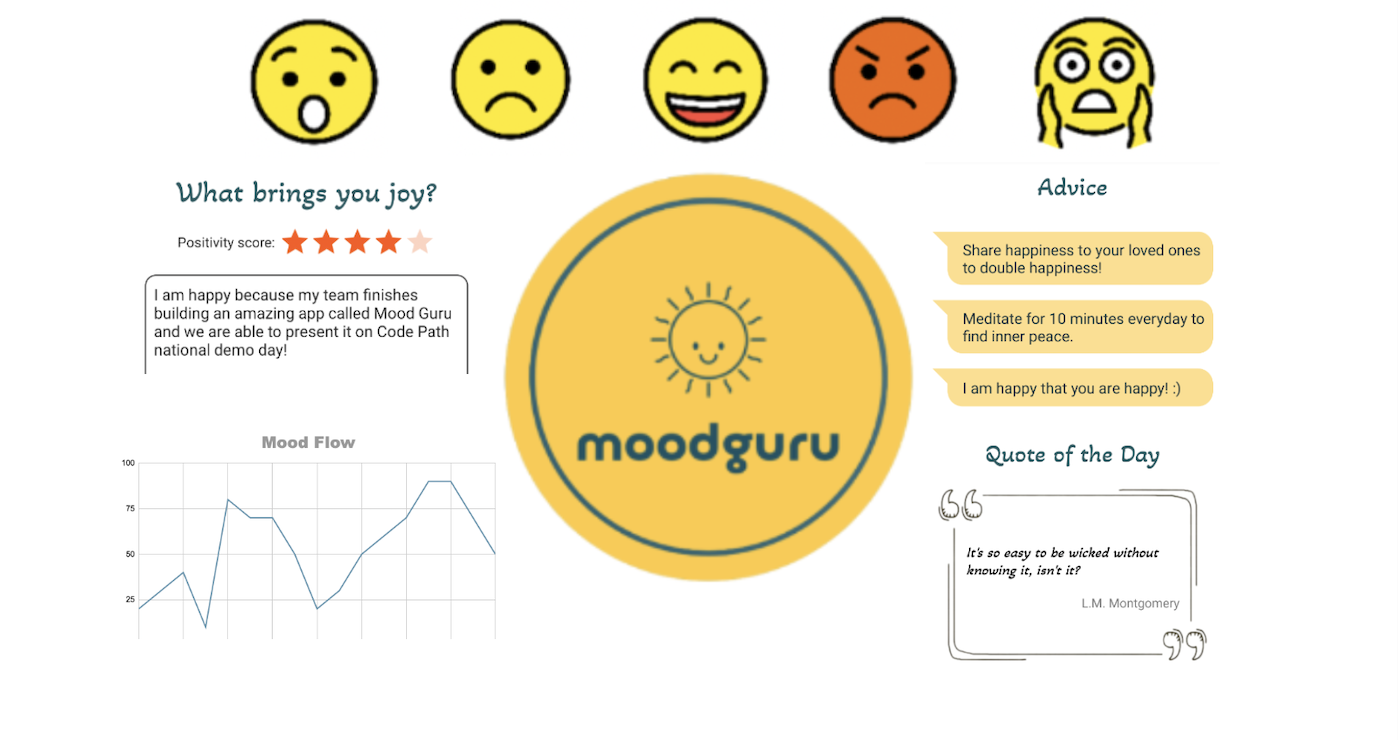 What brings you joy?
Positivity score:
I am happy because my team finishes
building an amazing app called Mood Guru
and we are able to present it on Code Path
national demo day!
Mood Flow
100
75
50
25
moodguru
Advice
Share happiness to your loved ones
to double happiness!
Meditate for 10 minutes everyday to
find inner peace.
I am happy that you are happy! :)
Quote of the Day
It's so easy to be wicked without
knowing it, isn't it?
L.M. Montgomery